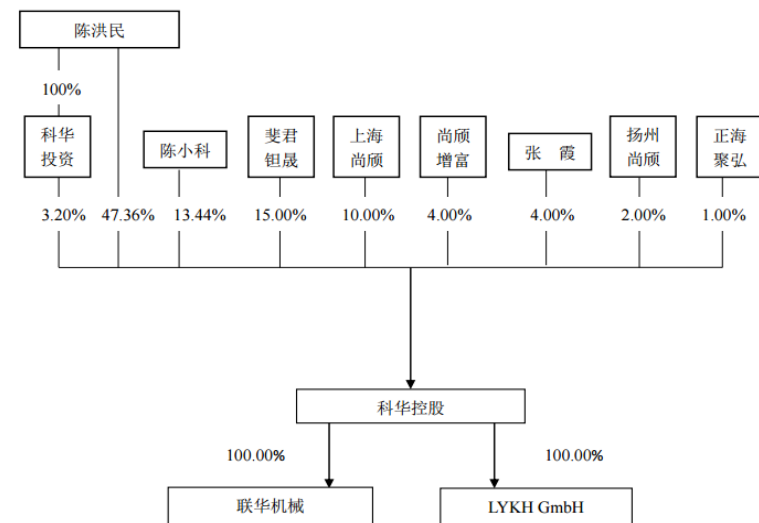 陈洪民
100%
科华
投资
陈小科
斐君
钽晟
上海
尚颀
尚颀
增富
张 霞
扬州
尚颀
正海
聚弘
3.20% 47.36% 13.44% 15.00% 10.00% 4.00% 4.00% 2.00% 1.00%
科华控股
100.00% 100.00%
联华机械 LYKH GmbH